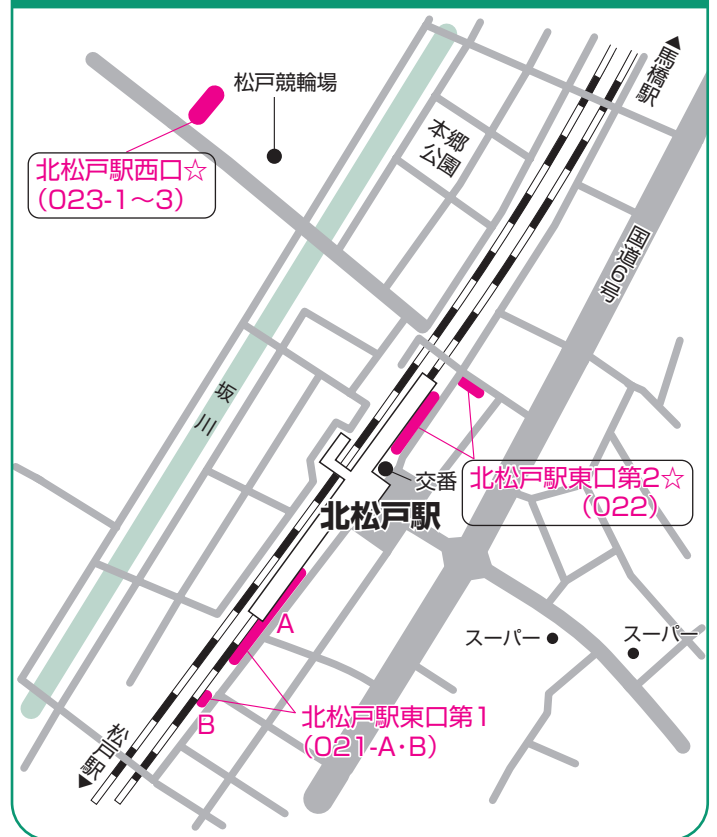 馬橋駅
松戸競輪場
本郷
公園
北松戸駅西口☆
(023-1～3)
国道6号
坂川
交番
北松戸駅東口第2☆
(022)
北松戸駅
A
スーパー
スーパー
B
北松戸駅東口第1
(021-A・B)
松戸駅